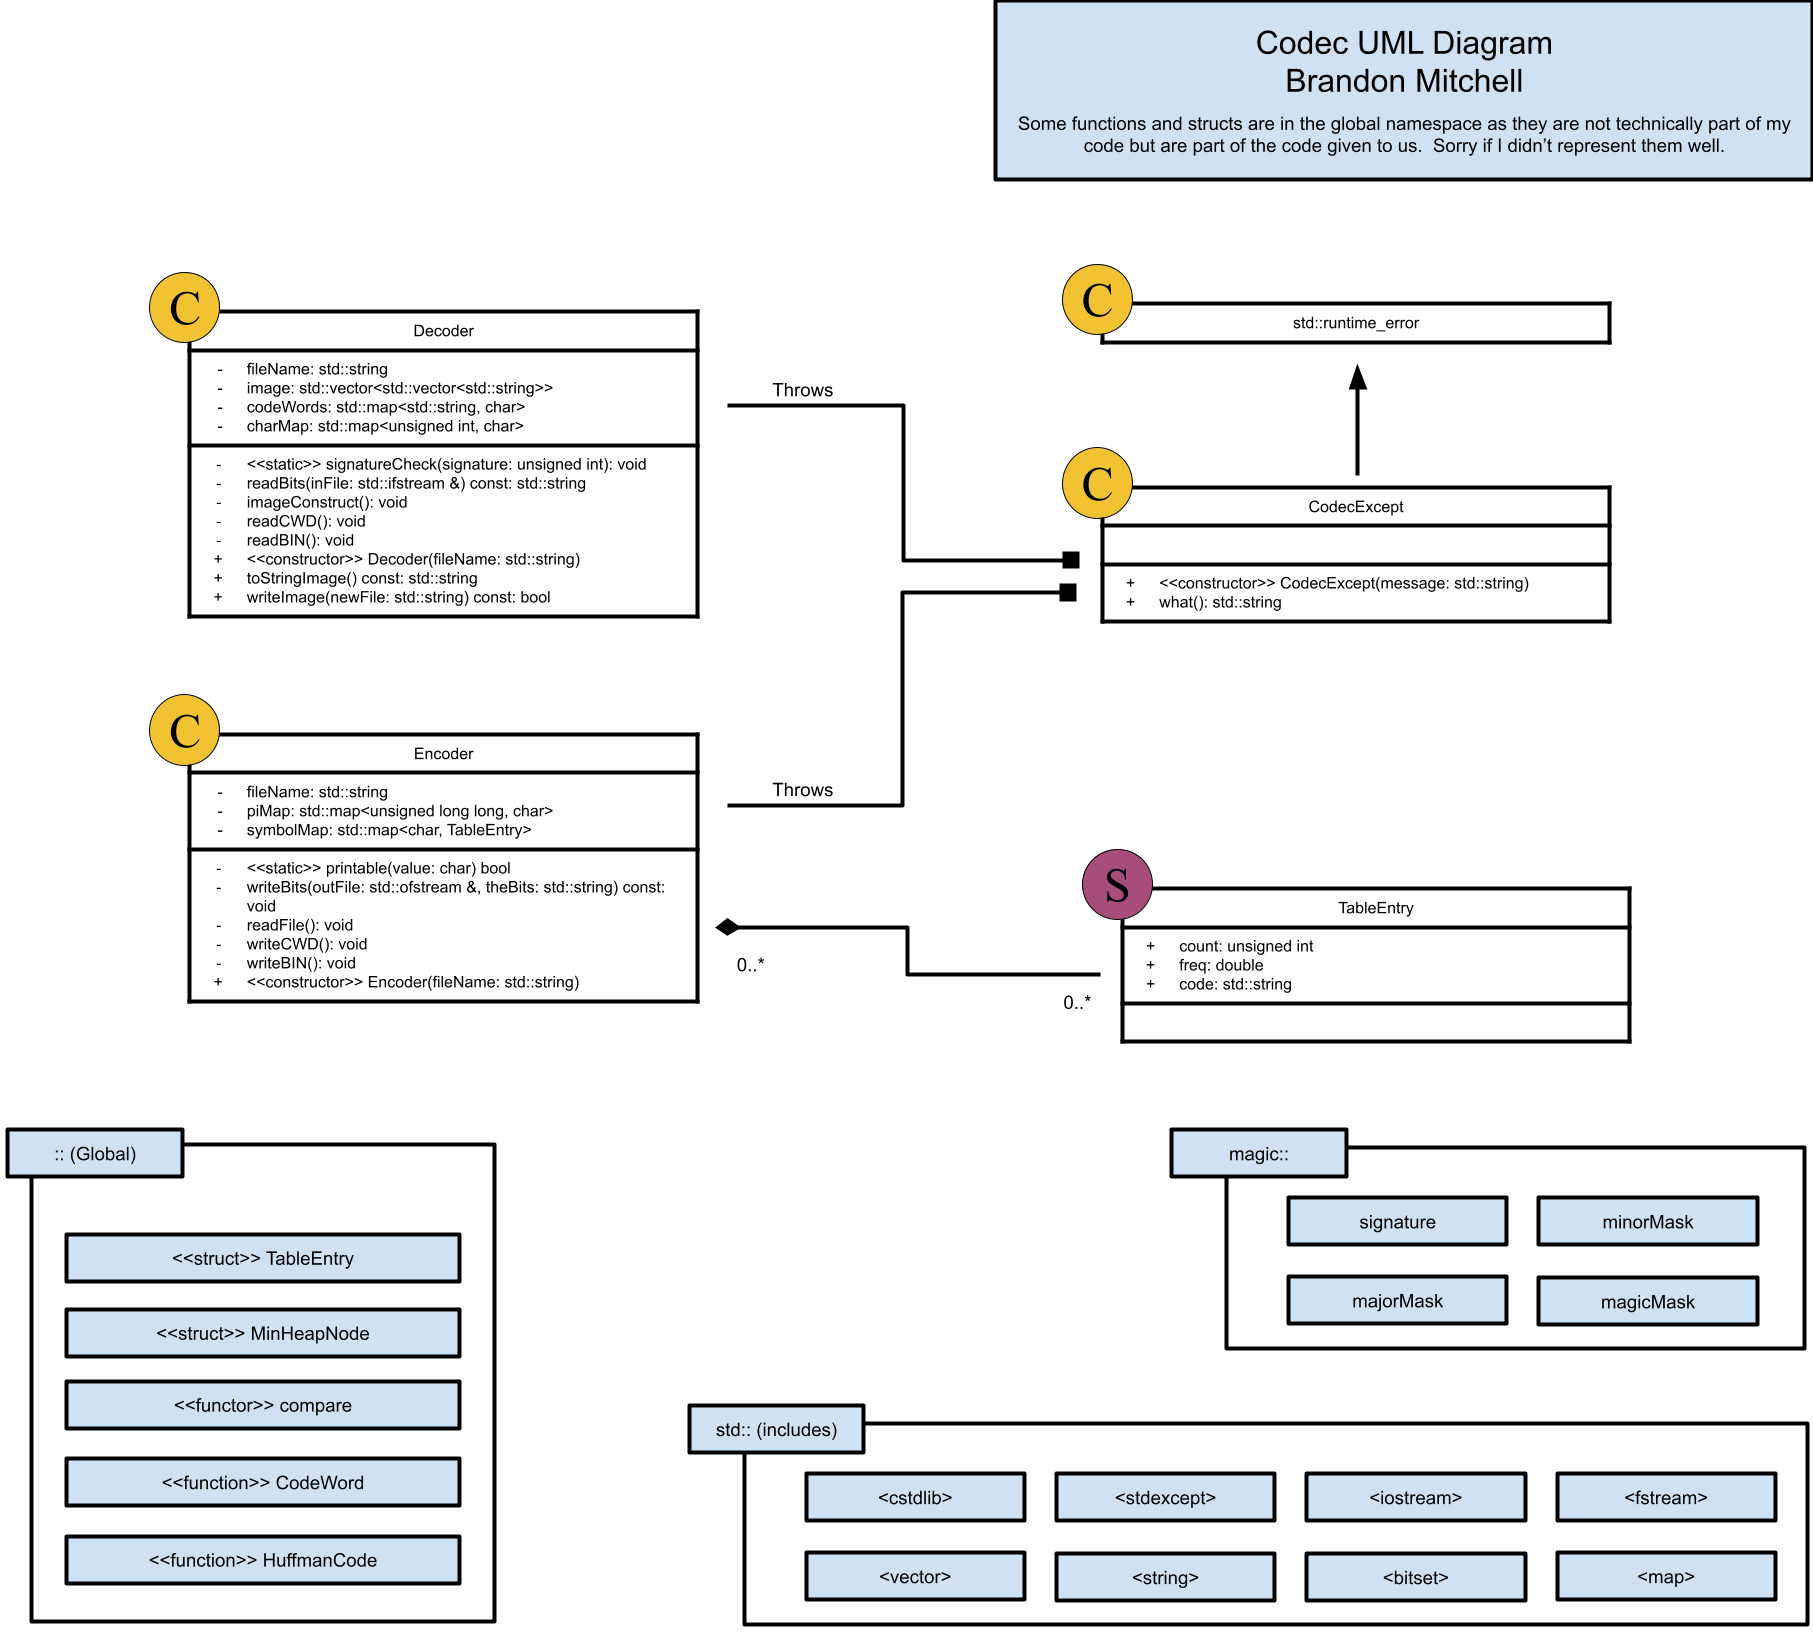 Codec UML Diagram
Brandon Mitchell
Some functions and structs are in the global namespace as they are not technically part of my
code but are part of the code given to us.  Sorry if I didn't represent them well.
C
Decoder
- fileName: std::string
- image: std::vector<std::vector<std::string>>
- codeWords: std::map<std::string, char>
- charMap: std::map<unsigned int, char>
- <<static>> signatureCheck(signature: unsigned int): void
- readBits(inFile: std::ifstream &) const: std::string
- imageConstruct(): void
- readCWD(): void
- readBIN(): void
+ <<constructor>> Decoder(fileName: std::string)
+ toStringImage() const: std::string
+ writeImage(newFile: std::string) const: bool
Throws
C
std::runtime_error
C
CodecExcept
+ <<constructor>> CodecExcept(message: std::string)
+ what(): std::string
C
Encoder
- fileName: std::string
- piMap: std::map<unsigned long long, char>
- symbolMap: std::map<char, TableEntry>
- <<static>> printable(value: char) bool
- writeBits(outFile: std::ofstream &, theBits: std::string) const:
void
- readFile(): void
- writeCWD(): void
- writeBIN(): void
+ <<constructor>> Encoder(fileName: std::string)
Throws
0..*
0..*
S
TableEntry
+ count: unsigned int
+ freq: double
+ code: std::string
:: (Global)
<<struct>> TableEntry
<<struct>> MinHeapNode
<<functor>> compare
<<function>> CodeWord
<<function>> HuffmanCode
magic::
signature
minorMask
majorMask
magicMask
std:: (includes)
<cstdlib>
<stdexcept>
<iostream>
<fstream>
<vector>
<string>
<bitset>
<map>